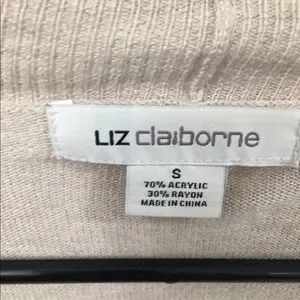 LIZ claiborne
S
70% ACRYLIC
30% RAYON
MADE IN CHINA